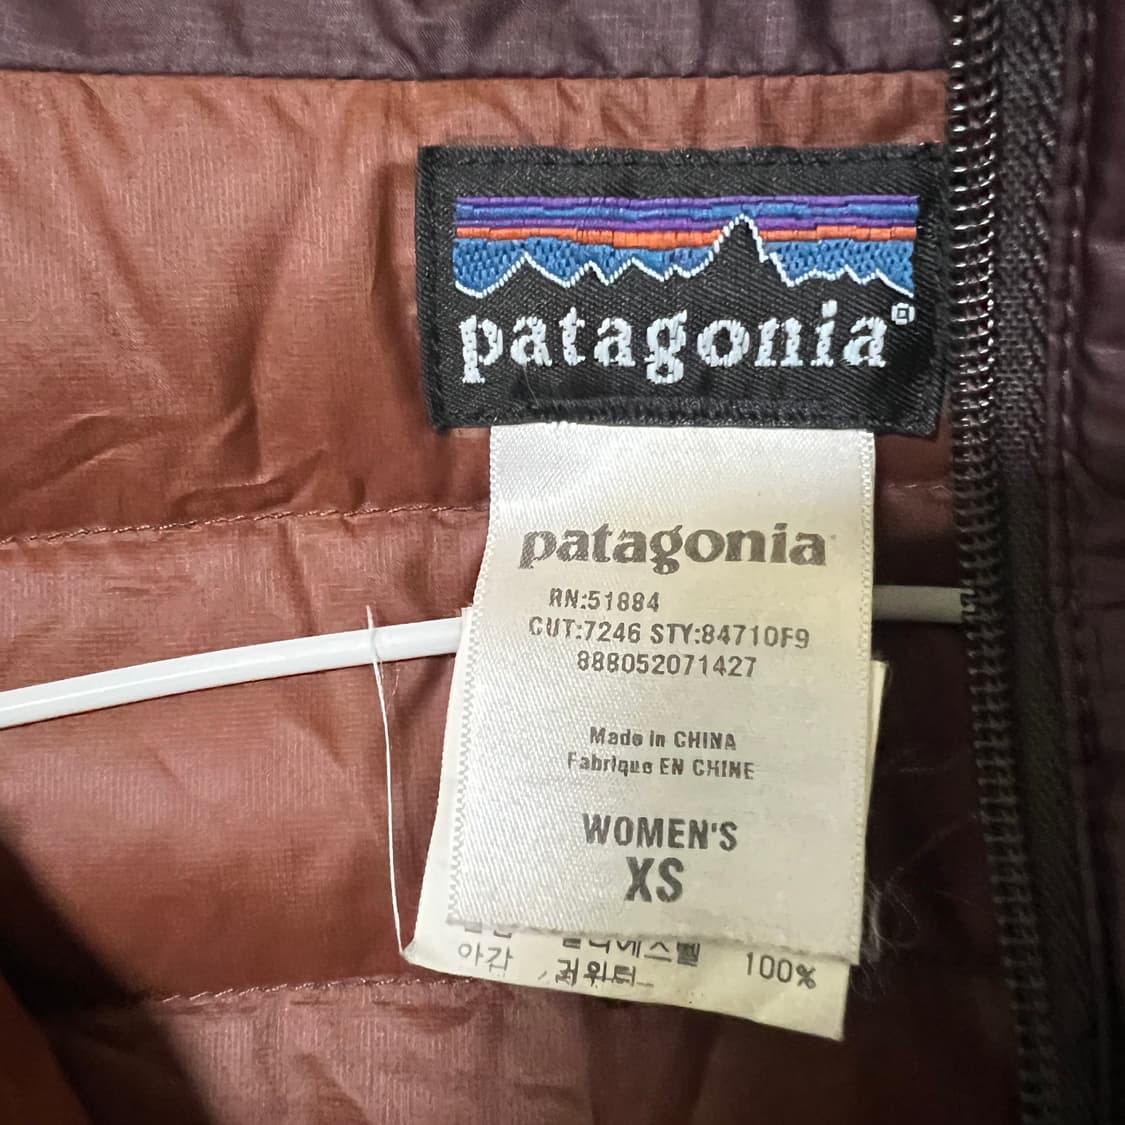 patagonia®
patagonia
RN:51884
CUT:7246 STY:84710F9
888052071427
Made in CHINA
Fabriqué EN CHINE
WOMEN'S
XS
100%